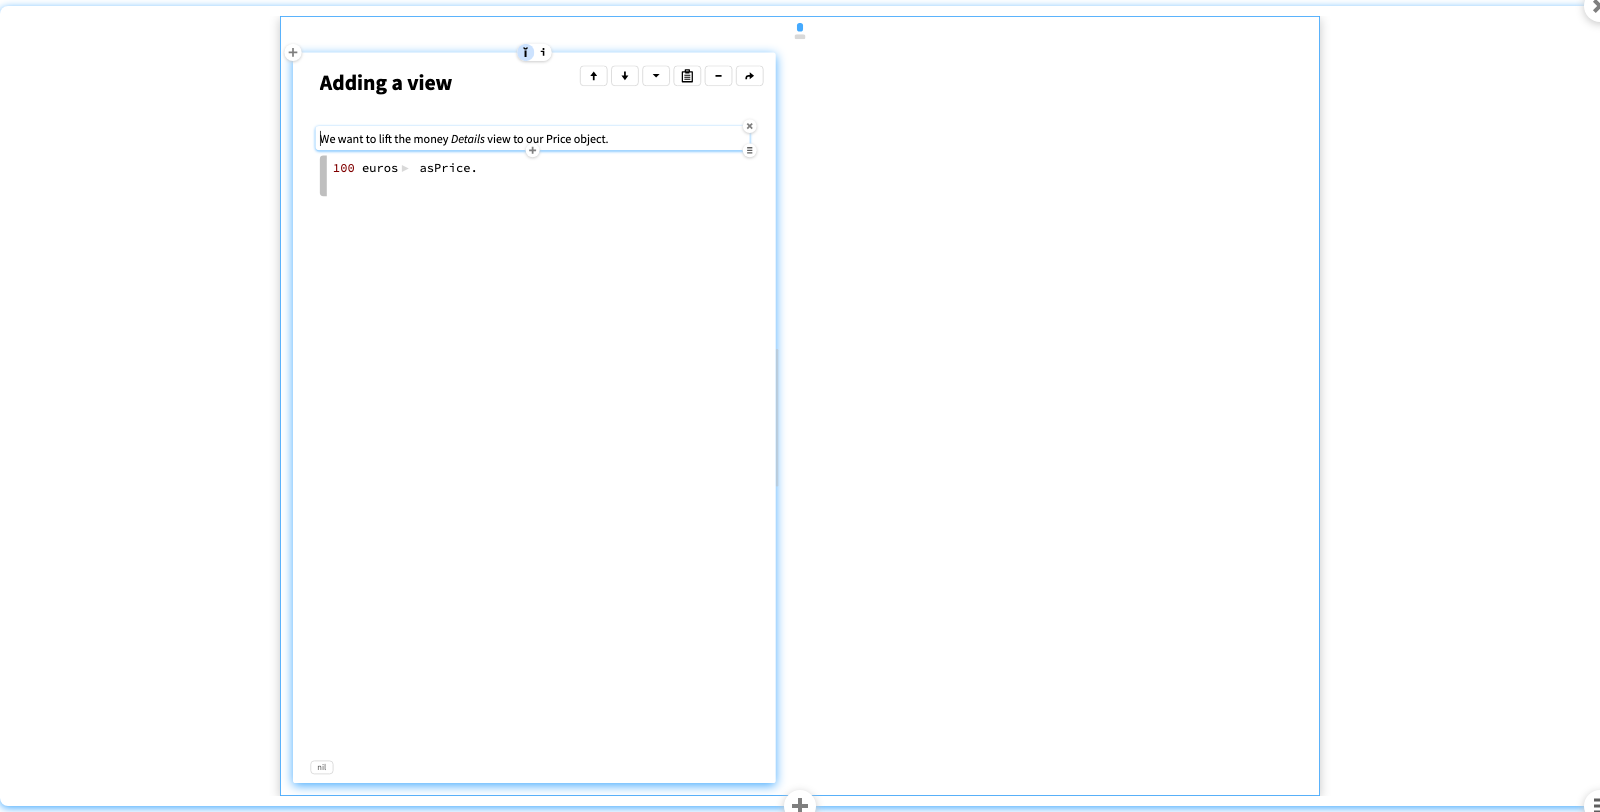 Adding a view
We want to lift the money Details view to our Price object.
100 euros ▸ asPrice.
nil